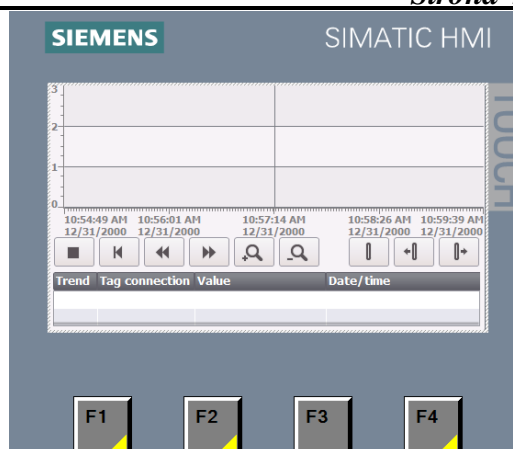 SIEMENS SIMATIC HMI
TOUCH
3
2
1
0
10:54:49 AM 10:56:01 AM 10:57:14 AM 10:58:26 AM 10:59:39 AM
12/31/2000 12/31/2000 12/31/2000 12/31/2000 12/31/2000
Trend Tag connection Value Date/time
F1 F2 F3 F4